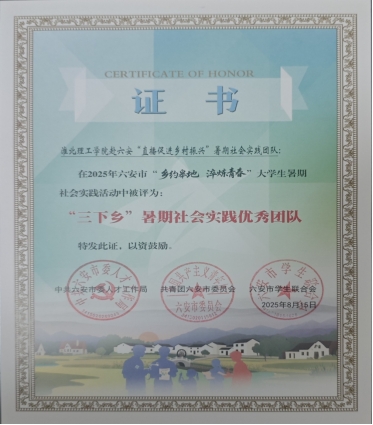 CERTIFICATE OF HONOR
证书
淮北理工学院赴六安“直播促进乡村振兴”暑期社会实践团队：
在2025年六安市“乡约皋地 淬炼青春”大学生暑期
社会实践活动中被评为：
“三下乡”暑期社会实践优秀团队
特发此证，以资鼓励。
中共六安市委人才工作局 共青团六安市委员会 六安市学生联合会
2025年8月15日